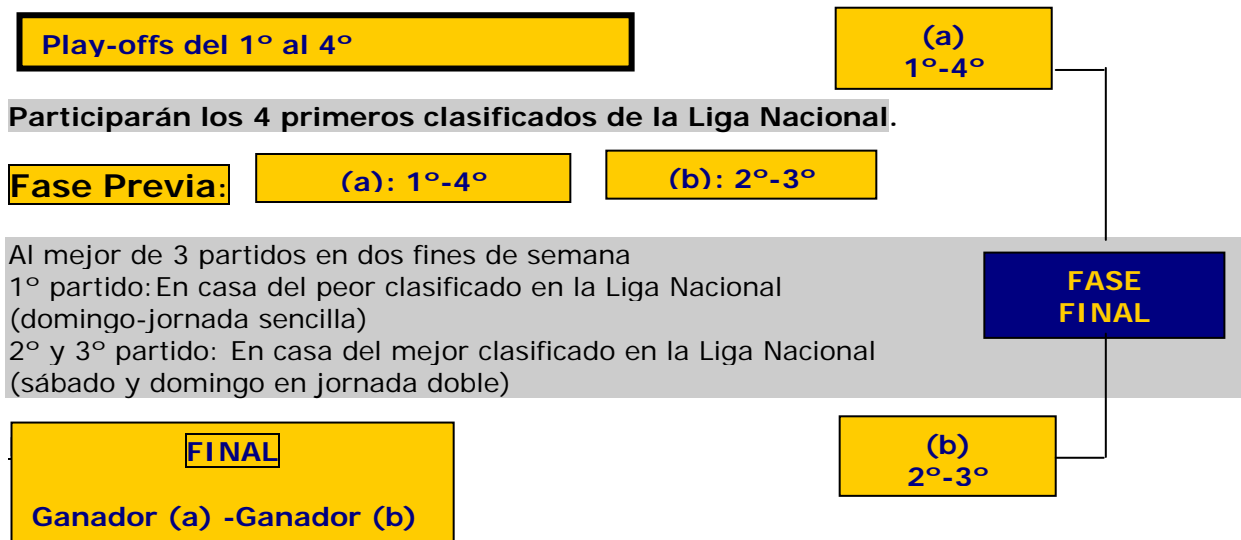 Play-offs del 1º al 4º
(a)
1º-4º
Participarán los 4 primeros clasificados de la Liga Nacional.
Fase Previa:
(a): 1º-4º
(b): 2º-3º
Al mejor de 3 partidos en dos fines de semana
1º partido: En casa del peor clasificado en la Liga Nacional
(domingo-jornada sencilla)
2º y 3º partido: En casa del mejor clasificado en la Liga Nacional
(sábado y domingo en jornada doble)
FASE
FINAL
FINAL
Ganador (a) -Ganador (b)
(b)
2º-3º